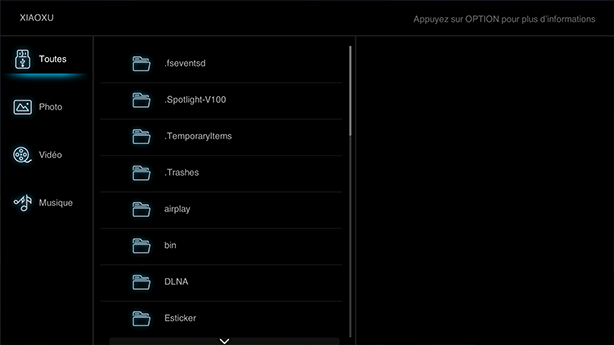 XIAOXU
Appuyez sur OPTION pour plus d'informations
Toutes
Photo
Vidéo
Musique
.fseventsd
.Spotlight-V100
.TemporaryItems
.Trashes
airplay
bin
DLNA
Esticker